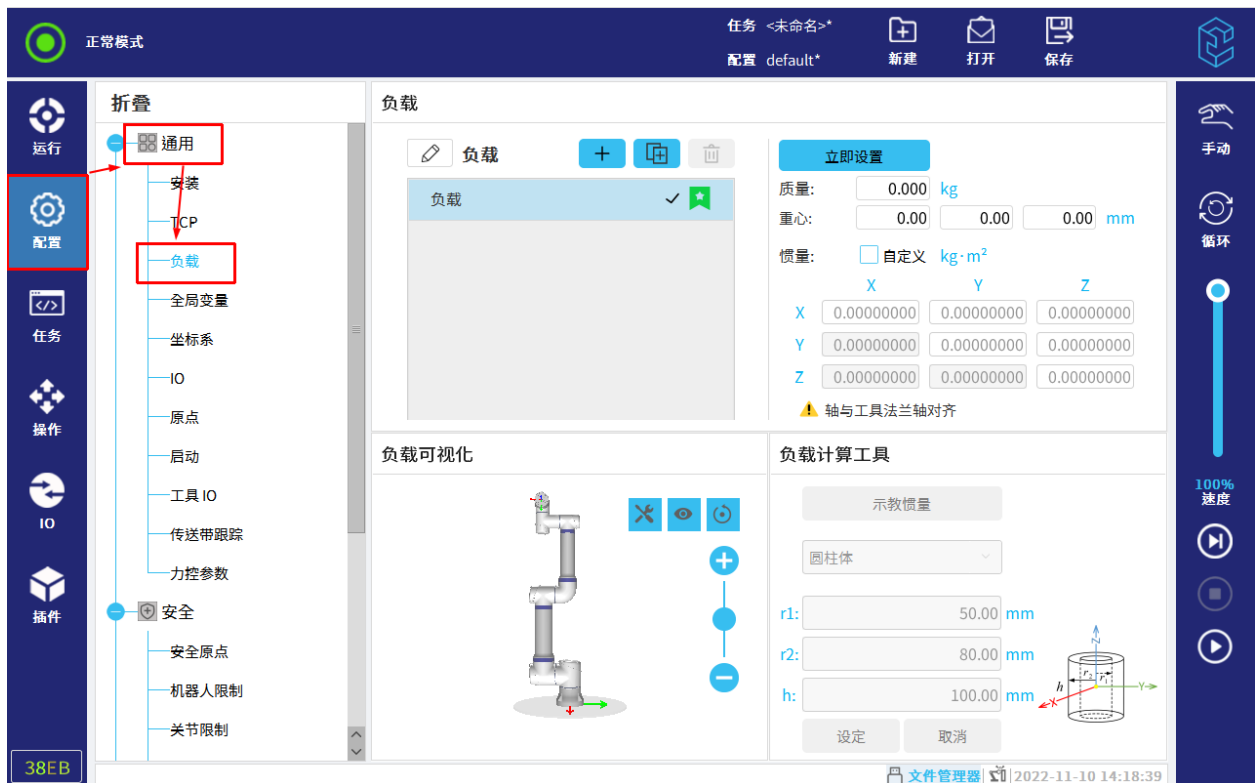 正常模式
任务 <未命名>*
配置 default*
新建 打开 保存
运行
配置
任务
操作
IO
插件
38EB
折叠
通用
安装
TCP
负载
全局变量
坐标系
IO
原点
启动
工具 IO
传送带跟踪
力控参数
安全
安全原点
机器人限制
关节限制
负载
负载
负载
立即设置
质量: 0.000 kg
重心: 0.00 0.00 0.00 mm
惯量: 自定义 kg·m²
X Y Z
X 0.00000000 0.00000000 0.00000000
Y 0.00000000 0.00000000 0.00000000
Z 0.00000000 0.00000000 0.00000000
轴与工具法兰轴对齐
负载可视化
负载计算工具
示教惯量
圆柱体
r1: 50.00 mm
r2: 80.00 mm
h: 100.00 mm
Z
r₂ r₁
h
Y
X
设定 取消
手动
循环
100%
速度
文件管理器 2022-11-10 14:18:39